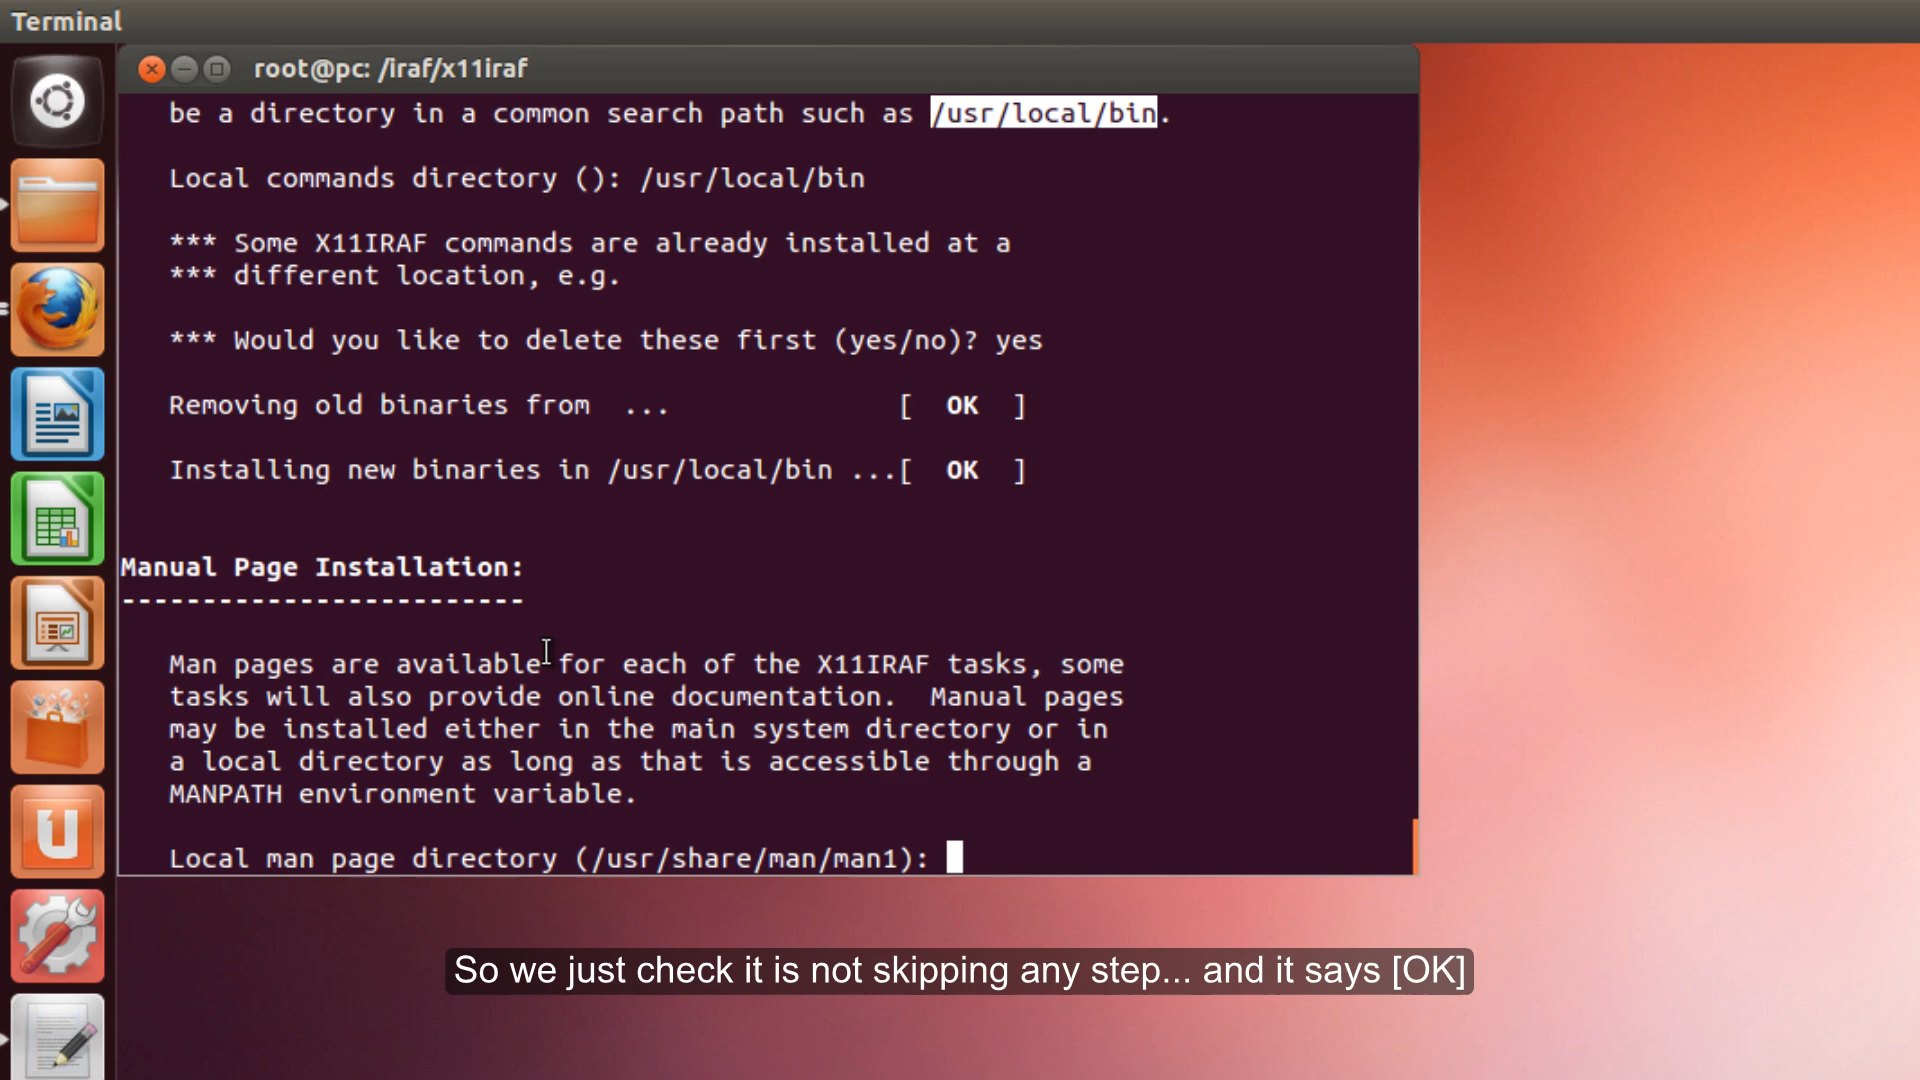 Terminal
root@pc: /iraf/x11iraf
be a directory in a common search path such as /usr/local/bin.
Local commands directory (): /usr/local/bin
*** Some X11IRAF commands are already installed at a
*** different location, e.g.
*** Would you like to delete these first (yes/no)? yes
Removing old binaries from  ...                [  OK  ]
Installing new binaries in /usr/local/bin ...[  OK  ]
Manual Page Installation:
-------------------------
Man pages are available for each of the X11IRAF tasks, some
tasks will also provide online documentation.  Manual pages
may be installed either in the main system directory or in
a local directory as long as that is accessible through a
MANPATH environment variable.
Local man page directory (/usr/share/man/man1):
So we just check it is not skipping any step... and it says [OK]